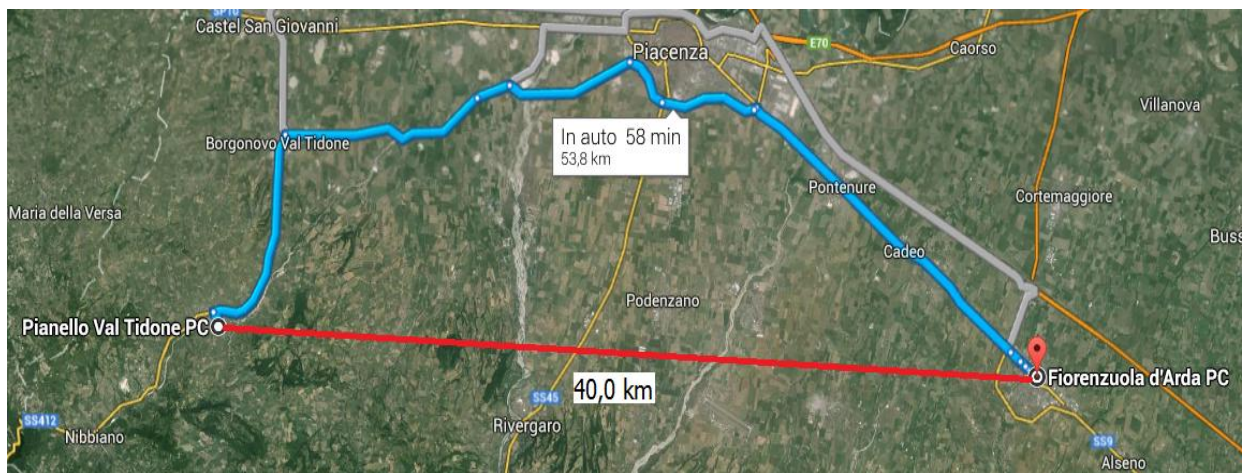 SP10
Castel San Giovanni
Piacenza
E70
Caorso
Villanova
Borgonovo Val Tidone
In auto 58 min
53,8 km
Pontenure
Cortemaggiore
Maria della Versa
Cadeo
Buss
Podenzano
Pianello Val Tidone PC
Fiorenzuola d'Arda PC
40,0 km
SS45
SS412
Nibbiano
Rivergaro
SS9
Alseno